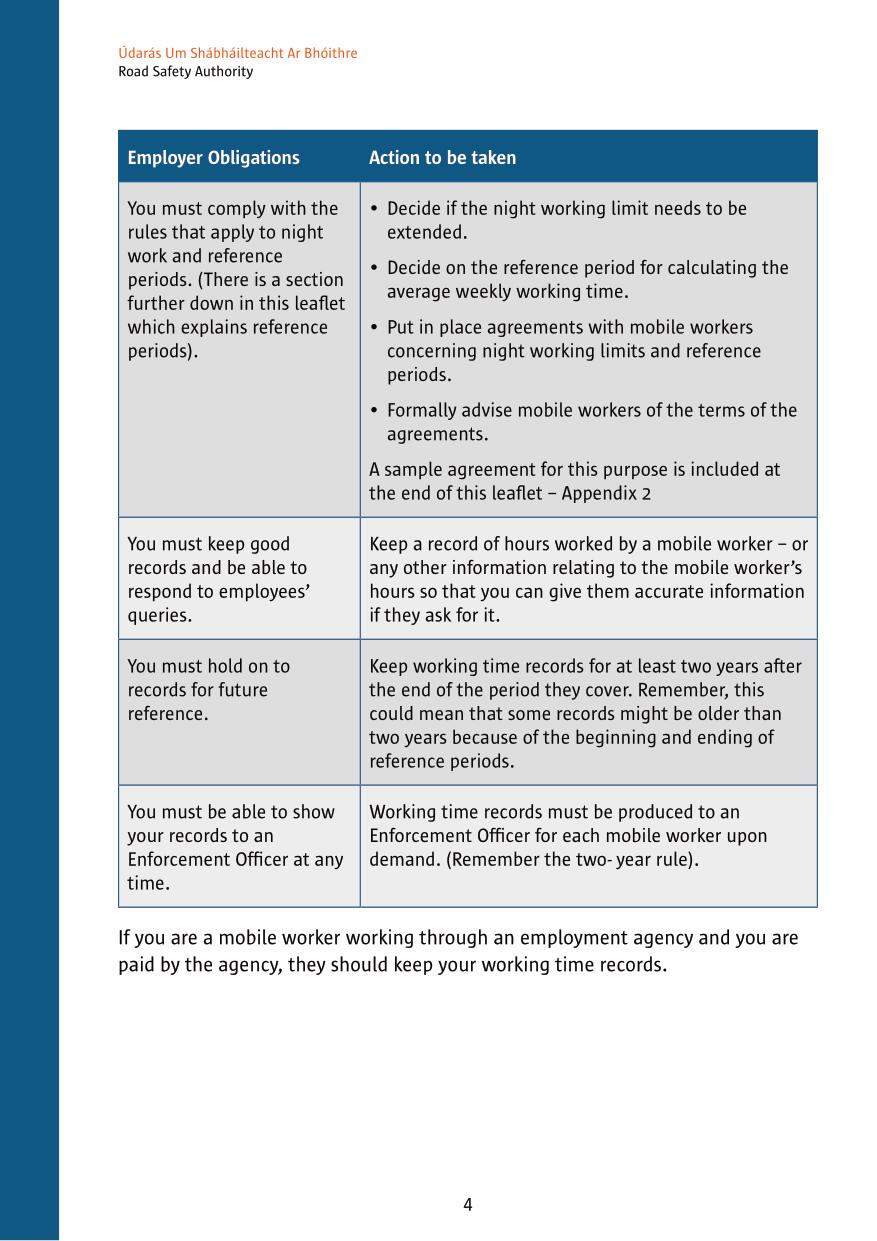 Údarás Um Shábháilteacht Ar Bhóithre
Road Safety Authority
Employer Obligations
Action to be taken
You must comply with the
rules that apply to night
work and reference
periods. (There is a section
further down in this leaflet
which explains reference
periods).
• Decide if the night working limit needs to be
extended.
• Decide on the reference period for calculating the
average weekly working time.
• Put in place agreements with mobile workers
concerning night working limits and reference
periods.
• Formally advise mobile workers of the terms of the
agreements.
A sample agreement for this purpose is included at
the end of this leaflet – Appendix 2
You must keep good
records and be able to
respond to employees’
queries.
Keep a record of hours worked by a mobile worker – or
any other information relating to the mobile worker’s
hours so that you can give them accurate information
if they ask for it.
You must hold on to
records for future
reference.
Keep working time records for at least two years after
the end of the period they cover. Remember, this
could mean that some records might be older than
two years because of the beginning and ending of
reference periods.
You must be able to show
your records to an
Enforcement Officer at any
time.
Working time records must be produced to an
Enforcement Officer for each mobile worker upon
demand. (Remember the two- year rule).
If you are a mobile worker working through an employment agency and you are
paid by the agency, they should keep your working time records.
4